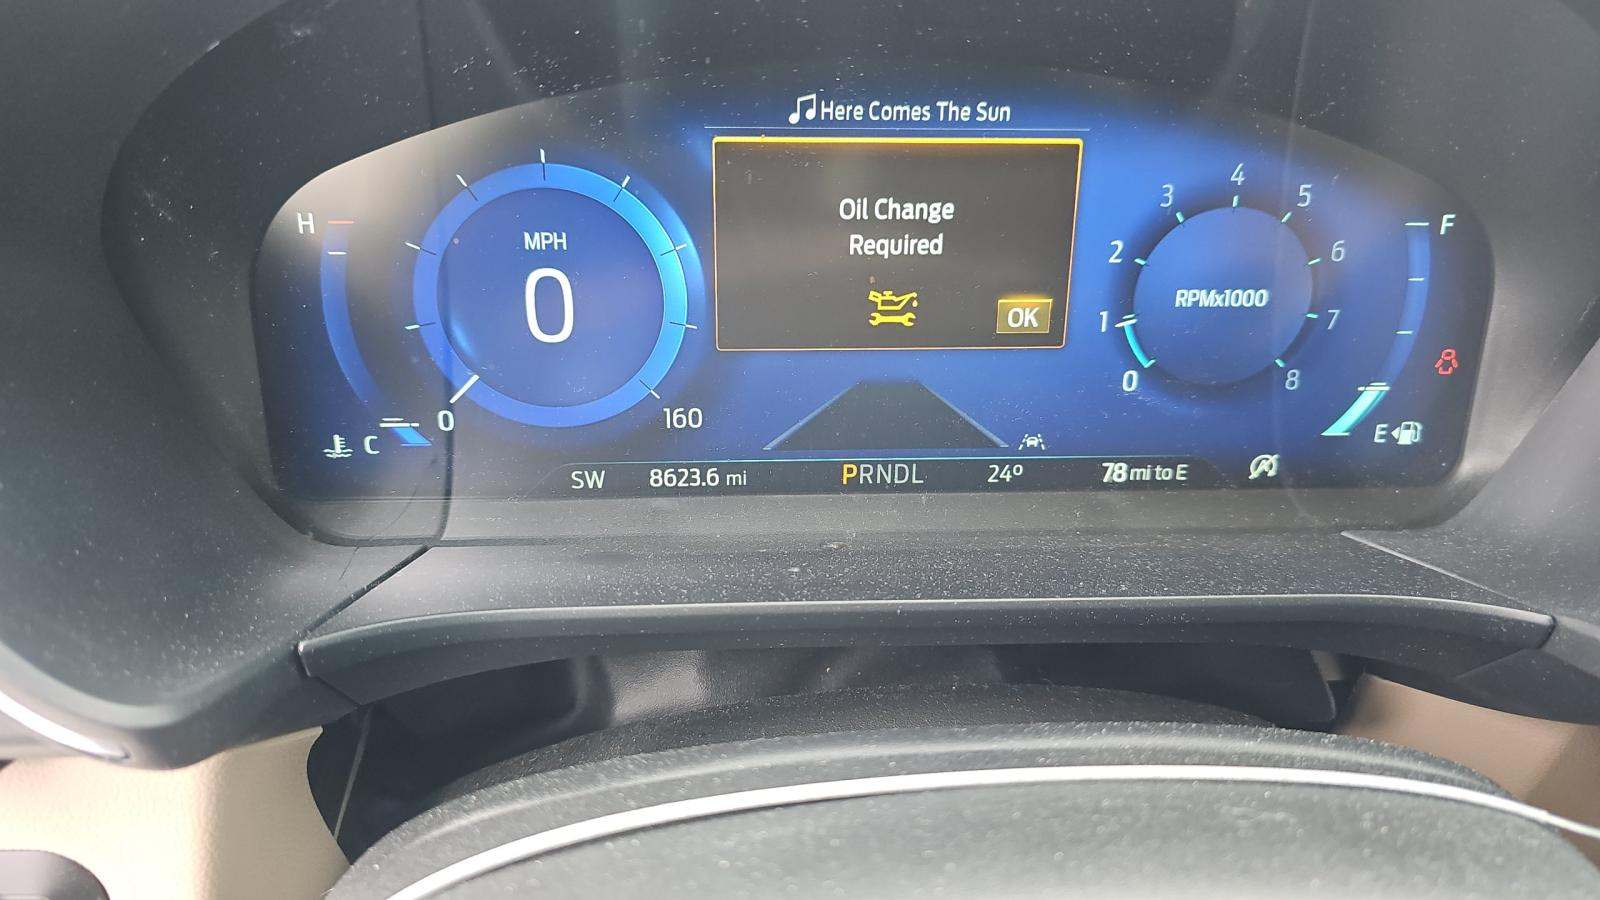 Here Comes The Sun
Oil Change
Required
OK
H
C
MPH
0
0
160
0
1
2
3
4
5
6
7
8
RPMx1000
F
E
SW
8623.6 mi
PRNDL
24°
78 mi to E
A